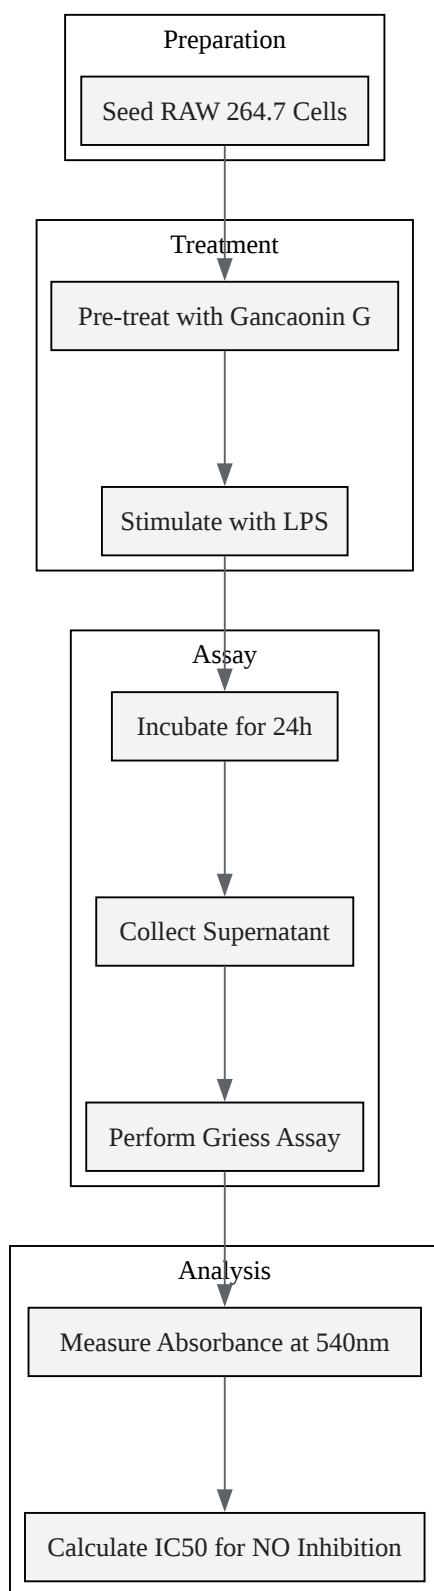 Preparation
Seed RAW 264.7 Cells
Treatment
Pre-treat with Gancaonin G
Stimulate with LPS
Assay
Incubate for 24h
Collect Supernatant
Perform Griess Assay
Analysis
Measure Absorbance at 540nm
Calculate IC50 for NO Inhibition